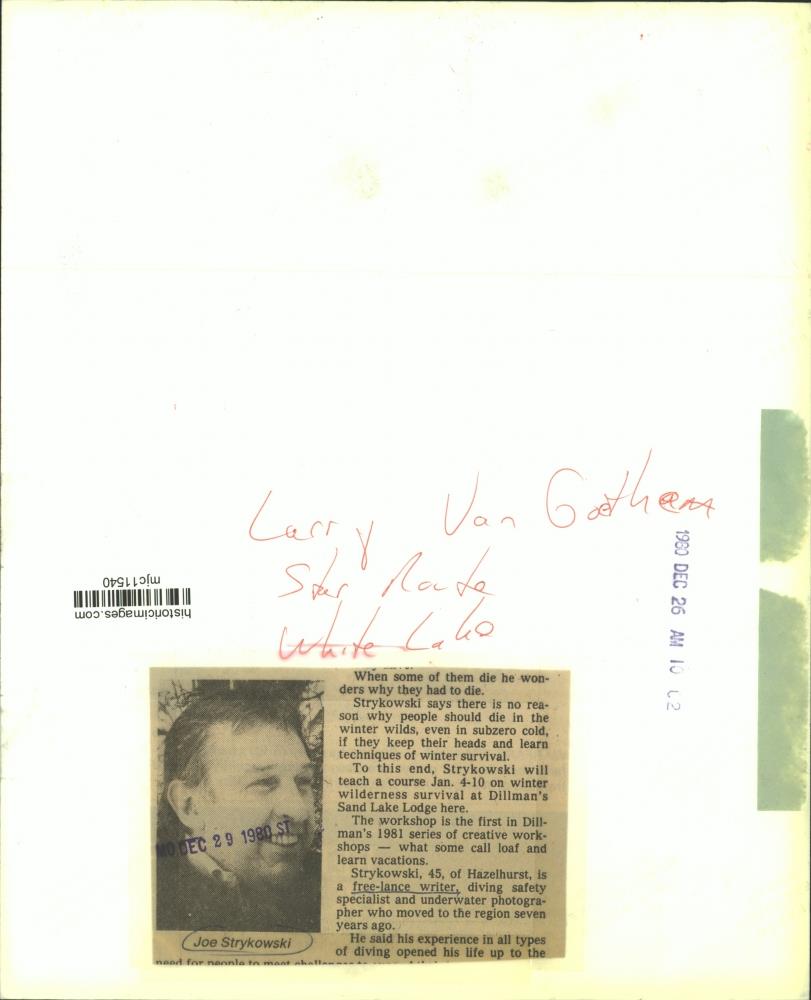 Larry Van Goethem
Star Route
White Lake
1980 DEC 26 AM 10 02
historicimages.com
mjc11540
MO DEC 29 1980 ST
Joe Strykowski
When some of them die he won-
ders why they had to die.
Strykowski says there is no rea-
son why people should die in the
winter wilds, even in subzero cold,
if they keep their heads and learn
techniques of winter survival.
To this end, Strykowski will
teach a course Jan. 4-10 on winter
wilderness survival at Dillman's
Sand Lake Lodge here.
The workshop is the first in Dill-
man's 1981 series of creative work-
shops — what some call loaf and
learn vacations.
Strykowski, 45, of Hazelhurst, is
a free-lance writer, diving safety
specialist and underwater photogra-
pher who moved to the region seven
years ago.
He said his experience in all types
of diving opened his life up to the
need for people to meet